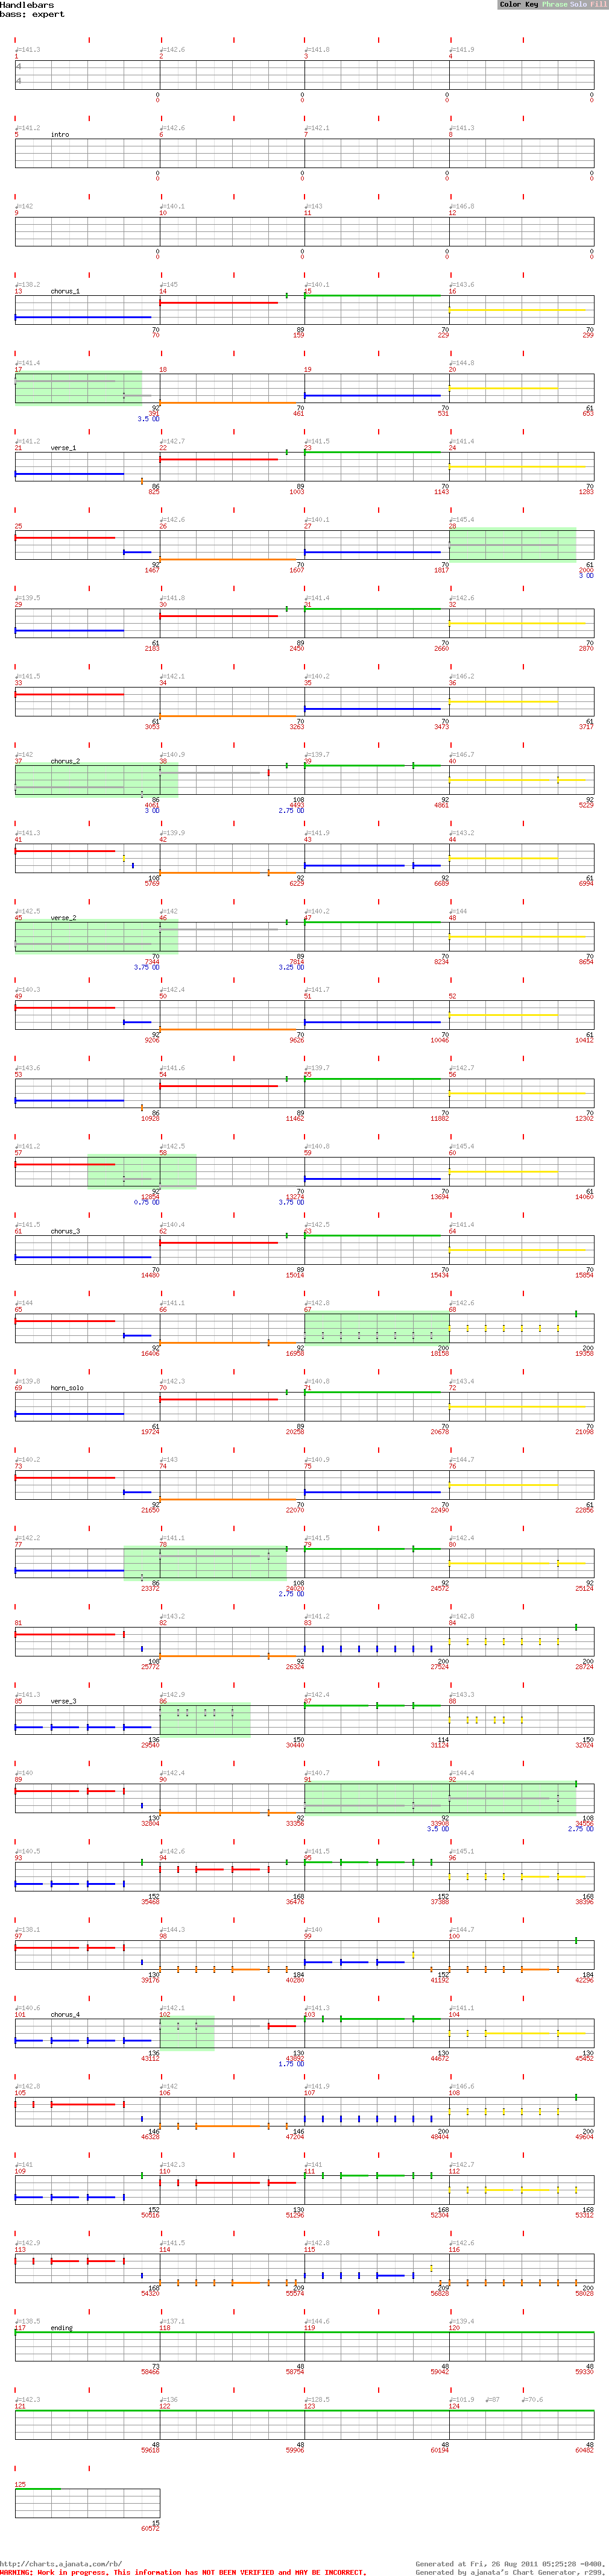 Handlebars
bass: expert
Color Key Phrase Solo Fill
♩=141.3 ♩=142.6 ♩=141.8 ♩=141.9
1 2 3 4
4
4
0 0 0 0
0 0 0 0
♩=141.2 ♩=142.6 ♩=142.1 ♩=141.3
5 intro 6 7 8
0 0 0 0
0 0 0 0
♩=142 ♩=140.1 ♩=143 ♩=146.8
9 10 11 12
0 0 0 0
0 0 0 0
♩=138.2 ♩=145 ♩=140.1 ♩=143.6
13 chorus_1 14 15 16
70 89 70 70
70 159 229 299
♩=141.4 ♩=144.8
17 18 19 20
92 70 70 61
391 461 531 653
3.5 OD
♩=141.2 ♩=142.7 ♩=141.5 ♩=141.4
21 verse_1 22 23 24
86 89 70 70
825 1003 1143 1283
♩=142.6 ♩=140.1 ♩=145.4
25 26 27 28
92 70 70 61
1467 1607 1817 2000
3 OD
♩=139.5 ♩=141.8 ♩=141.4 ♩=142.6
29 30 31 32
61 89 70 70
2183 2450 2660 2870
♩=141.5 ♩=142.1 ♩=140.2 ♩=146.2
33 34 35 36
61 70 70 61
3053 3263 3473 3717
♩=142 ♩=140.9 ♩=139.7 ♩=146.7
37 chorus_2 38 39 40
86 108 92 92
4061 4493 4861 5229
3 OD 2.75 OD
♩=141.3 ♩=139.9 ♩=141.9 ♩=143.2
41 42 43 44
108 92 92 61
5769 6229 6689 6994
♩=142.5 ♩=142 ♩=140.2 ♩=144
45 verse_2 46 47 48
70 89 70 70
7344 7814 8234 8654
3.75 OD 3.25 OD
♩=140.3 ♩=142.4 ♩=141.7
49 50 51 52
92 70 70 61
9206 9626 10046 10412
♩=143.6 ♩=141.6 ♩=139.7 ♩=142.7
53 54 55 56
86 89 70 70
10928 11462 11882 12302
♩=141.2 ♩=142.5 ♩=140.8 ♩=145.4
57 58 59 60
92 70 70 61
12854 13274 13694 14060
0.75 OD 3.75 OD
♩=141.5 ♩=140.4 ♩=142.5 ♩=141.4
61 chorus_3 62 63 64
70 89 70 70
14480 15014 15434 15854
♩=144 ♩=141.1 ♩=142.8 ♩=142.6
65 66 67 68
92 92 200 200
16406 16958 18158 19358
♩=139.8 ♩=142.3 ♩=140.8 ♩=143.4
69 horn_solo 70 71 72
61 89 70 70
19724 20258 20678 21098
♩=140.2 ♩=143 ♩=140.9 ♩=144.7
73 74 75 76
92 70 70 61
21650 22070 22490 22856
♩=142.2 ♩=141.1 ♩=141.5 ♩=142.4
77 78 79 80
86 108 92 92
23372 24020 24572 25124
2.75 OD
♩=143.2 ♩=141.2 ♩=142.8
81 82 83 84
108 92 200 200
25772 26324 27524 28724
♩=141.3 ♩=142.9 ♩=142.4 ♩=143.3
85 verse_3 86 87 88
136 150 114 150
29540 30440 31124 32024
♩=140 ♩=142.4 ♩=140.7 ♩=144.4
89 90 91 92
130 92 92 108
32804 33356 33908 34556
3.5 OD 2.75 OD
♩=140.5 ♩=142.6 ♩=141.5 ♩=145.1
93 94 95 96
152 168 152 168
35468 36476 37388 38396
♩=138.1 ♩=144.3 ♩=140 ♩=144.7
97 98 99 100
130 184 152 184
39176 40280 41192 42296
♩=140.6 ♩=142.1 ♩=141.3 ♩=141.1
101 chorus_4 102 103 104
136 130 130 130
43112 43892 44672 45452
1.75 OD
♩=142.8 ♩=142 ♩=141.9 ♩=146.6
105 106 107 108
146 146 200 200
46328 47204 48404 49604
♩=141 ♩=142.3 ♩=141 ♩=142.7
109 110 111 112
152 130 168 168
50516 51296 52304 53312
♩=142.9 ♩=141.5 ♩=142.8 ♩=142.6
113 114 115 116
168 209 209 200
54320 55574 56828 58028
♩=138.5 ♩=137.1 ♩=144.6 ♩=139.4
117 ending 118 119 120
73 48 48 48
58466 58754 59042 59330
♩=142.3 ♩=136 ♩=128.5 ♩=101.9 ♩=87 ♩=70.6
121 122 123 124
48 48 48 48
59618 59906 60194 60482
125
15
60572
http://charts.ajanata.com/rb/
Generated at Fri, 26 Aug 2011 05:25:28 -0400.
WARNING: Work in progress. This information has NOT BEEN VERIFIED and MAY BE INCORRECT.
Generated by ajanata's Chart Generator, r299.